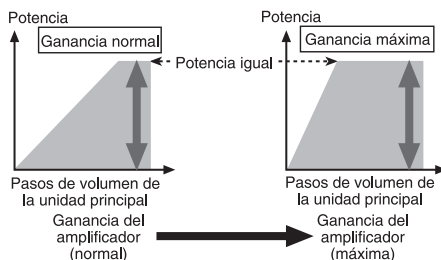 Potencia
Ganancia normal
Potencia
Ganancia máxima
Potencia igual
Pasos de volumen de
la unidad principal
Pasos de volumen de
la unidad principal
Ganancia del
amplificador
(normal)
Ganancia del
amplificador
(máxima)